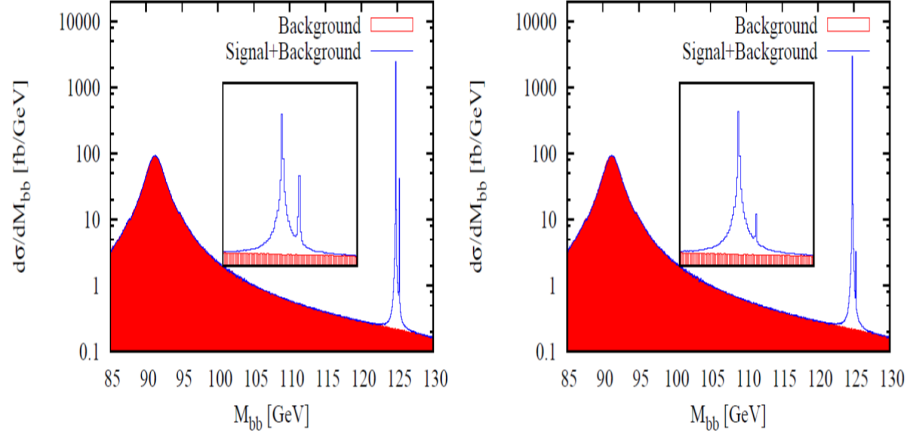 Background
Signal+Background
dσ/dM_bb [fb/GeV]
10000
1000
100
10
1
0.1
85 90 95 100 105 110 115 120 125 130
M_bb [GeV]
Background
Signal+Background
dσ/dM_bb [fb/GeV]
10000
1000
100
10
1
0.1
85 90 95 100 105 110 115 120 125 130
M_bb [GeV]